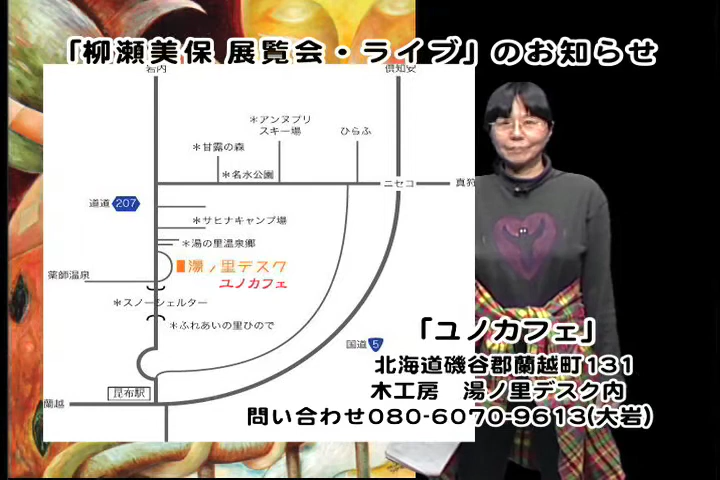 「柳瀬美保 展覧会・ライブ」のお知らせ
岩内
倶知安
＊アンヌプリ
スキー場
ひらふ
＊甘露の森
＊名水公園
ニセコ
真狩
道道 207
＊サヒナキャンプ場
＊湯の里温泉郷
湯ノ里デスク
ユノカフェ
薬師温泉
＊スノーシェルター
＊ふれあいの里ひので
国道 5
昆布駅
蘭越
「ユノカフェ」
北海道磯谷郡蘭越町131
木工房　湯ノ里デスク内
問い合わせ080-6070-9613(大岩)